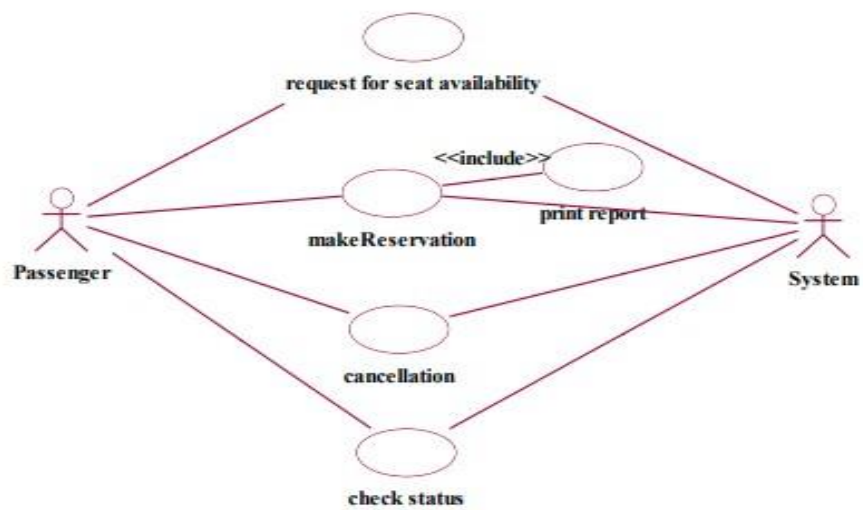 request for seat availability
<<include>>
print report
makeReservation
Passenger
System
cancellation
check status